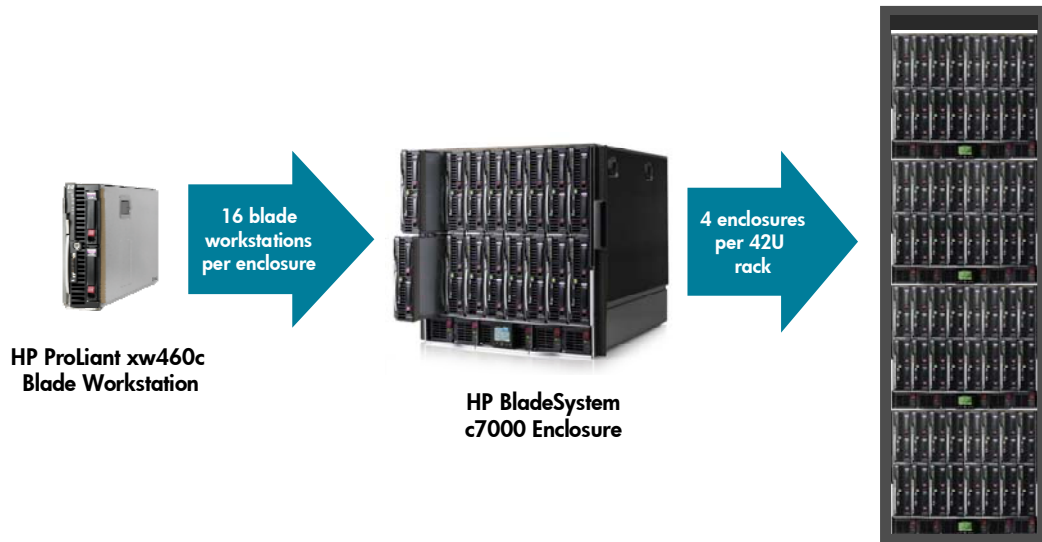 16 blade
workstations
per enclosure
4 enclosures
per 42U
rack
HP ProLiant xw460c
Blade Workstation
HP BladeSystem
c7000 Enclosure